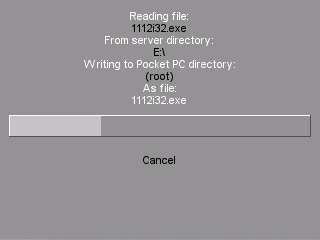 Reading file:
1112i32.exe
From server directory:
E:\
Writing to Pocket PC directory:
(root)
As file:
1112i32.exe
Cancel